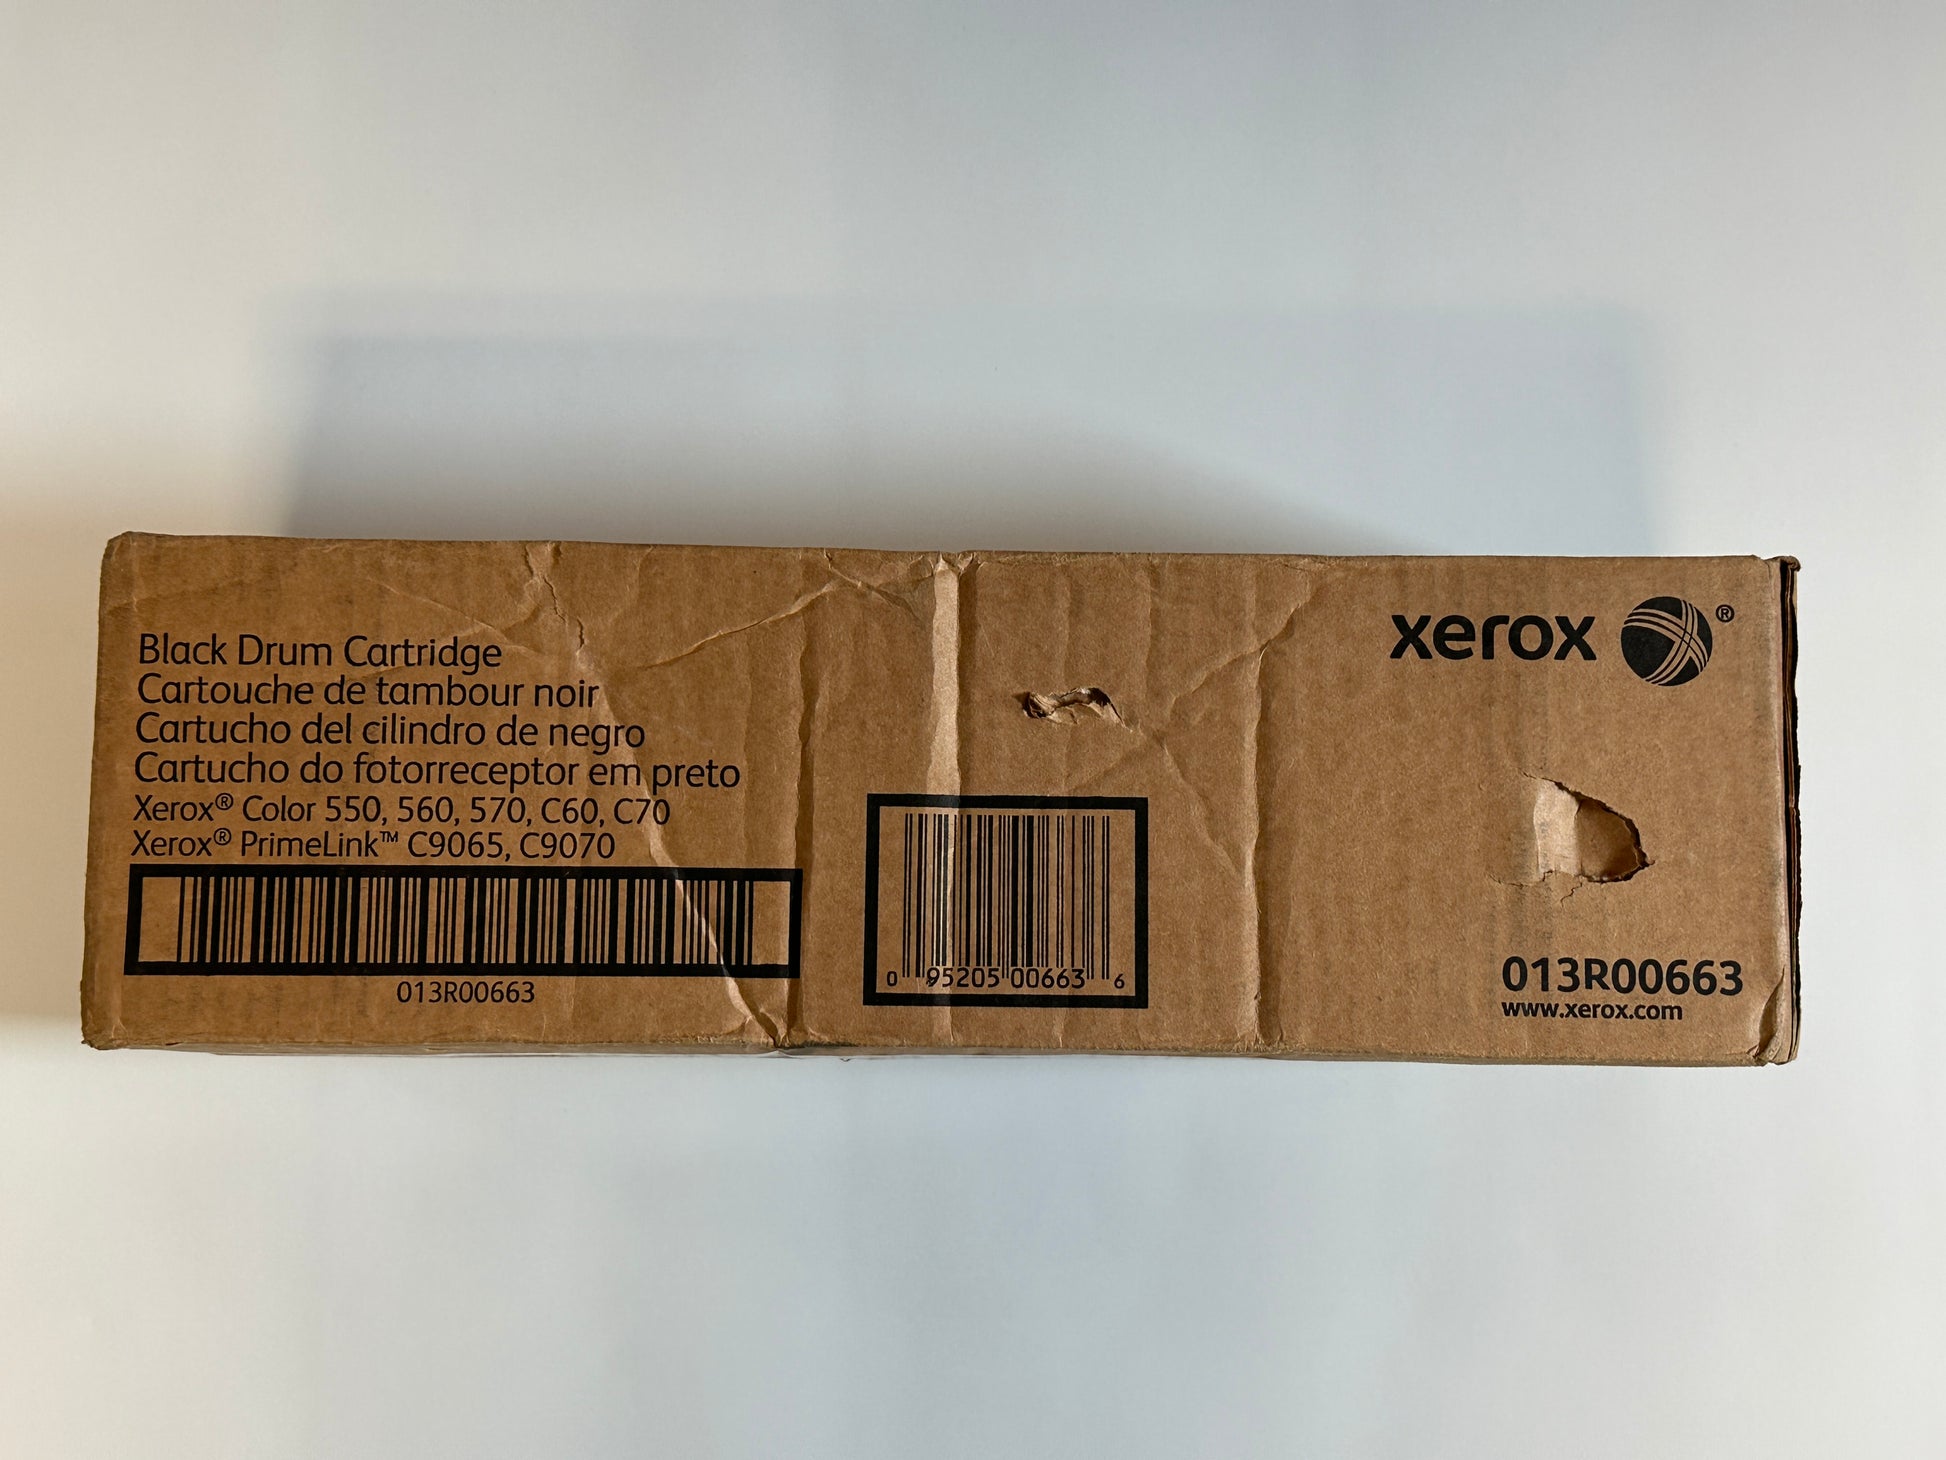 Black Drum Cartridge
Cartouche de tambour noir
Cartucho del cilindro de negro
Cartucho do fotorreceptor em preto
Xerox® Color 550, 560, 570, C60, C70
Xerox® PrimeLink™ C9065, C9070
013R00663
0 95205 00663 6
xerox ®
013R00663
www.xerox.com